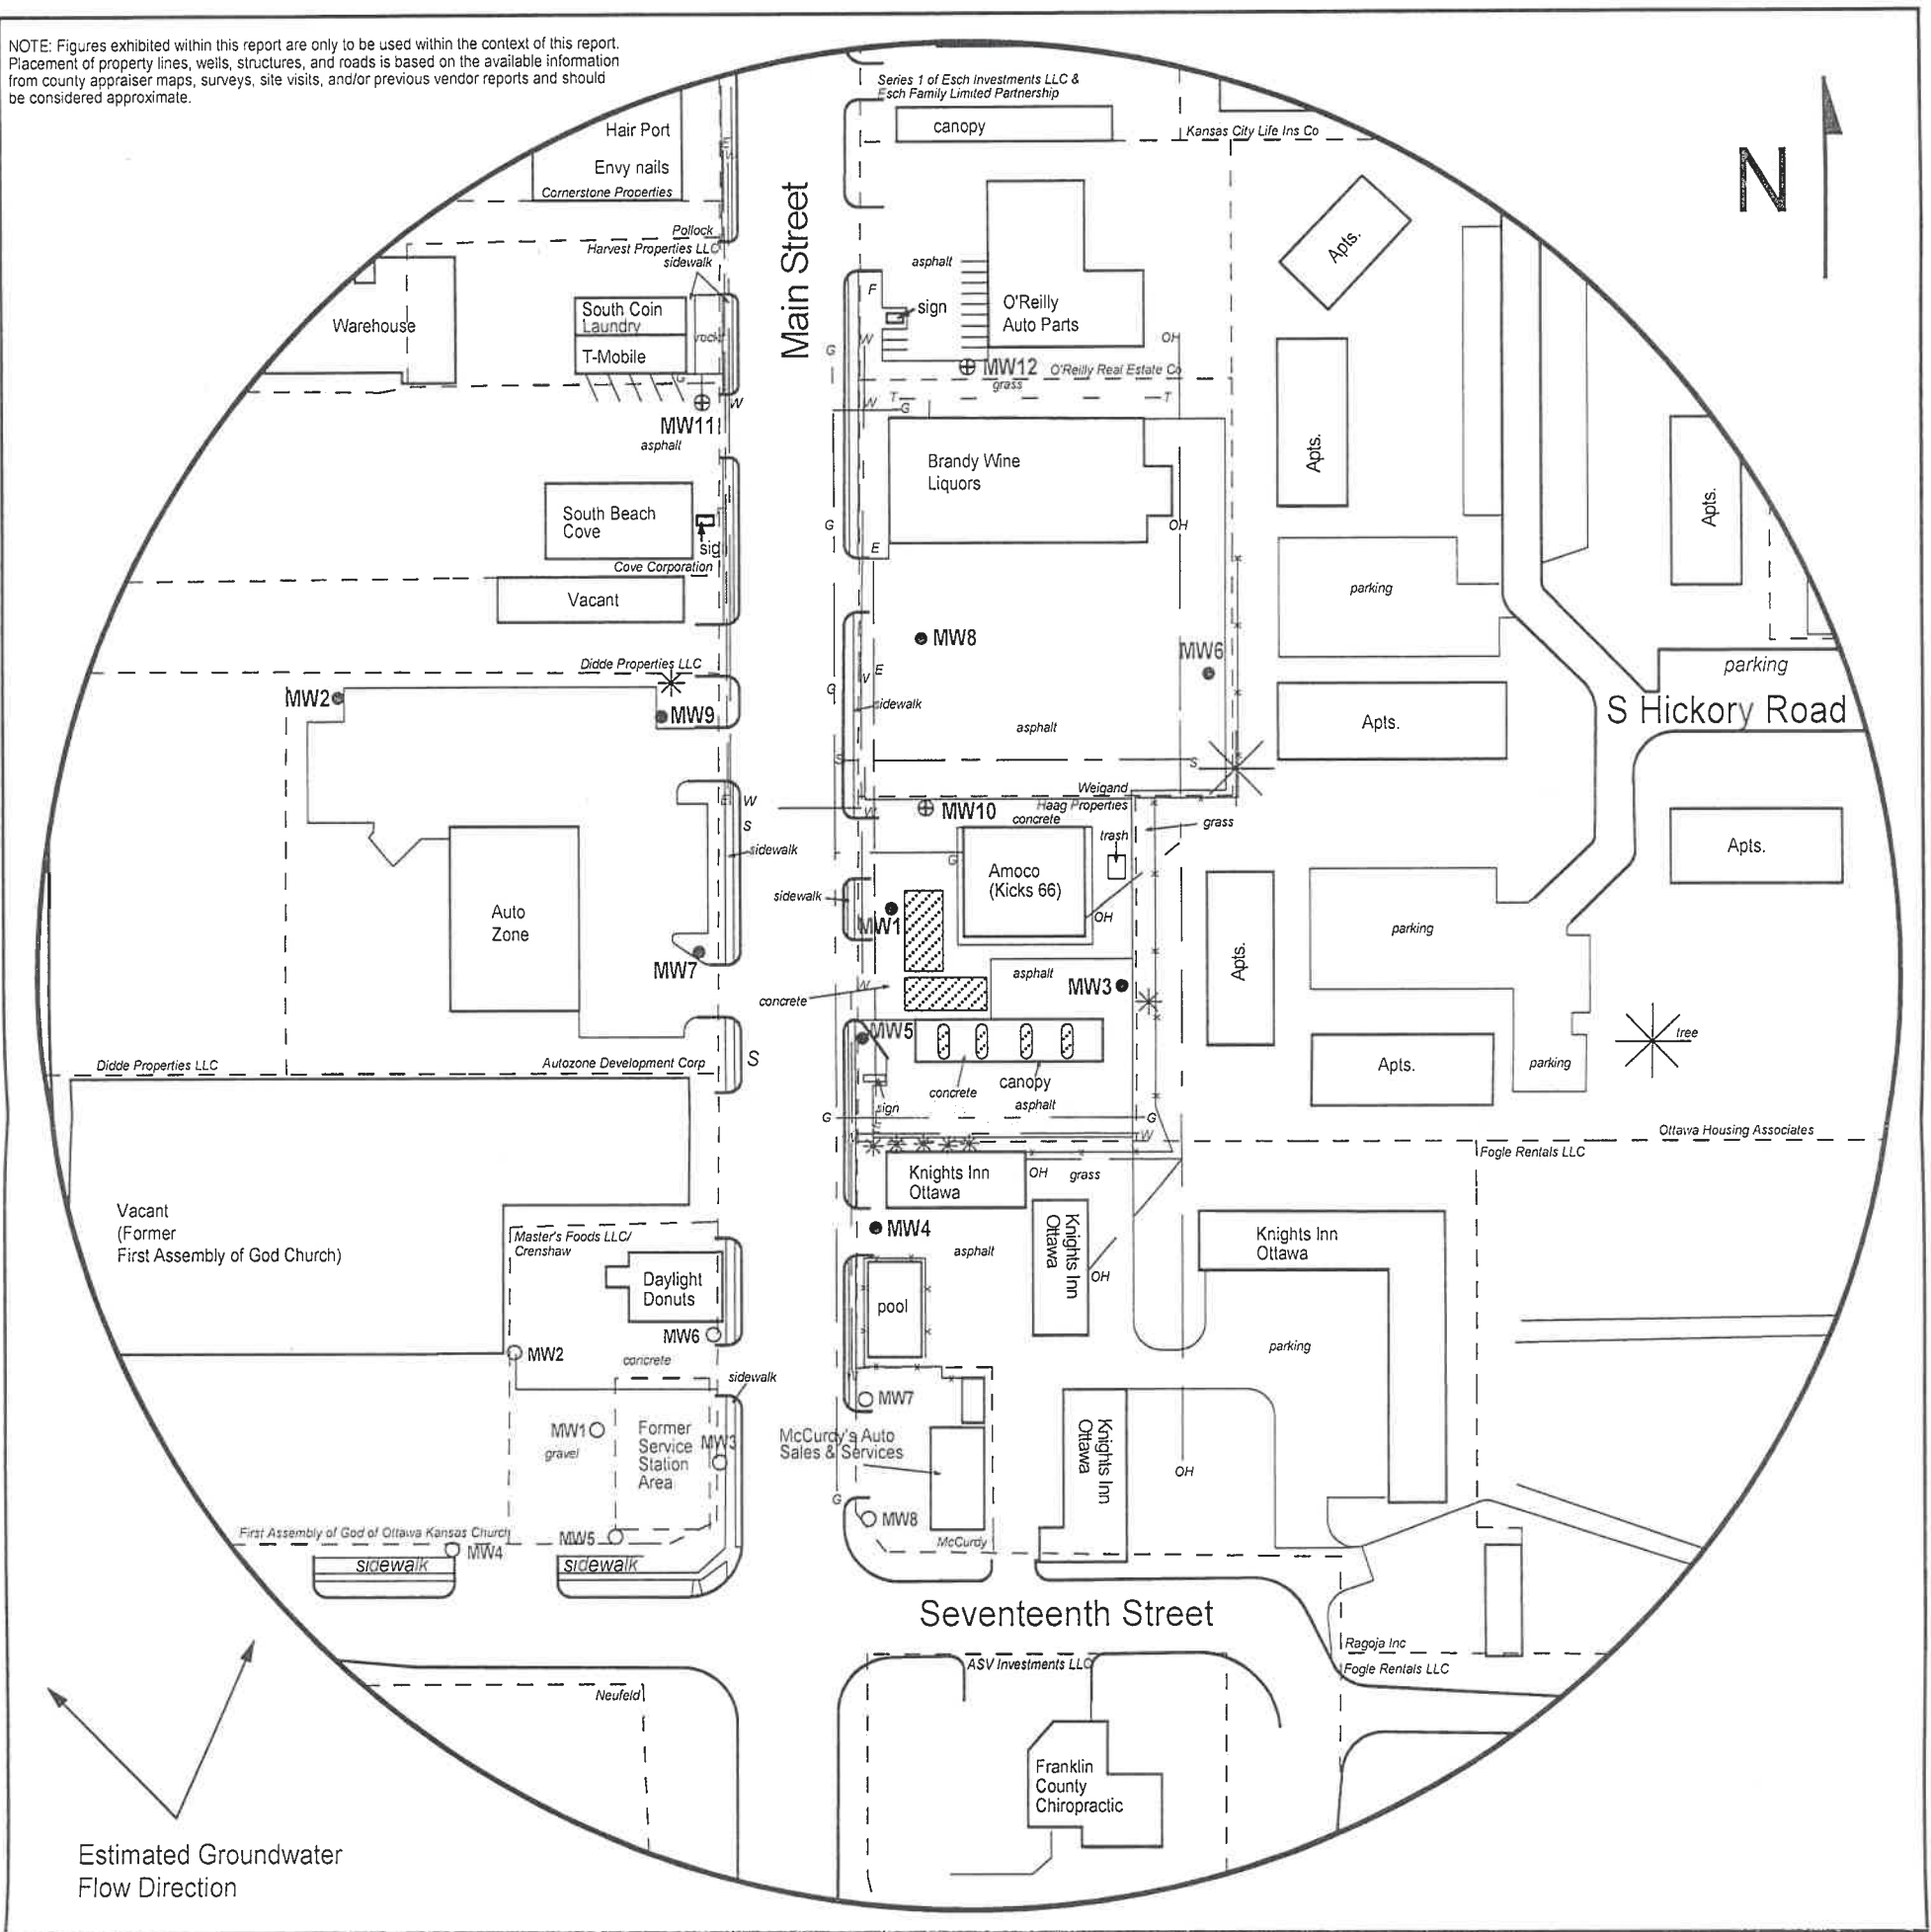 NOTE: Figures exhibited within this report are only to be used within the context of this report.
Placement of property lines, wells, structures, and roads is based on the available information
from county appraiser maps, surveys, site visits, and/or previous vendor reports and should
be considered approximate.
N
Series 1 of Esch Investments LLC &
Esch Family Limited Partnership
canopy
Kansas City Life Ins Co
Hair Port
Envy nails
Cornerstone Properties
Pollock
Harvest Properties LLC
sidewalk
Main Street
Warehouse
South Coin
Laundry
T-Mobile
rock
G
MW11
W
asphalt
asphalt
F
sign
O'Reilly
Auto Parts
W
G
OH
MW12
O'Reilly Real Estate Co
grass
T
T
W
G
Apts.
Apts.
Apts.
Brandy Wine
Liquors
G
OH
E
South Beach
Cove
sig
Cove Corporation
Vacant
parking
MW8
MW6
E
W
G
sidewalk
asphalt
S
S
Didde Properties LLC
MW2
MW9
parking
S Hickory Road
Apts.
Weigand
Haag Properties
MW10
concrete
W
E
W
S
sidewalk
trash
grass
G
Amoco
(Kicks 66)
OH
sidewalk
MW1
Auto
Zone
MW7
Apts.
parking
Apts.
asphalt
MW3
W
concrete
MW5
tree
S
Apts.
parking
concrete
canopy
asphalt
sign
G
G
E
W
Didde Properties LLC
Autozone Development Corp
Ottawa Housing Associates
Fogle Rentals LLC
Knights Inn
Ottawa
OH
grass
Vacant
(Former
First Assembly of God Church)
Master's Foods LLC/
Crenshaw
MW4
asphalt
Knights Inn
Ottawa
OH
Knights Inn
Ottawa
Daylight
Donuts
pool
MW6
MW2
concrete
parking
sidewalk
MW7
MW1
gravel
Former
Service
Station
Area
MW3
McCurdy's Auto
Sales & Services
Knights Inn
Ottawa
OH
G
MW8
McCurdy
First Assembly of God of Ottawa Kansas Church
MW4
MW5
sidewalk
sidewalk
Seventeenth Street
Ragoja Inc
Fogle Rentals LLC
ASV Investments LLC
Neufeld
Franklin
County
Chiropractic
Estimated Groundwater
Flow Direction